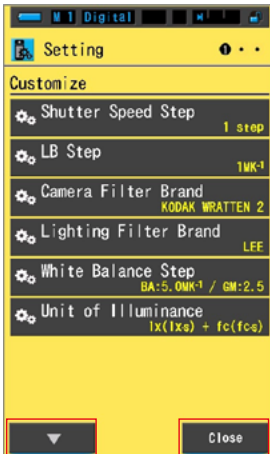 M 1 Digital
Setting
Customize
Shutter Speed Step
1 step
LB Step
1MK-¹
Camera Filter Brand
KODAK WRATTEN 2
Lighting Filter Brand
LEE
White Balance Step
BA:5.0MK-¹ / GM:2.5
Unit of Illuminance
lx(lxs) + fc(fcs)
▼
Close